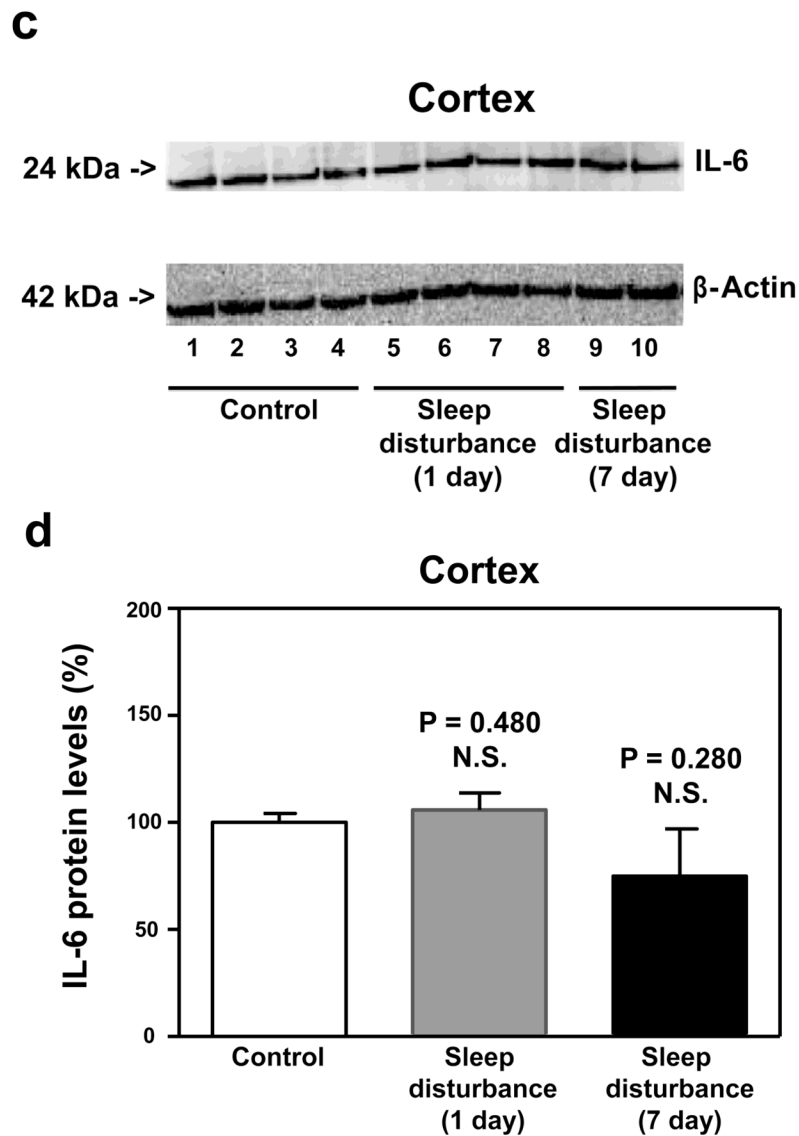 c
Cortex
24 kDa -> IL-6
42 kDa -> β-Actin
1 2 3 4 5 6 7 8 9 10
Control Sleep disturbance (1 day) Sleep disturbance (7 day)
d
Cortex
IL-6 protein levels (%)
200
150
100
50
0
P = 0.480
N.S.
P = 0.280
N.S.
Control
Sleep
disturbance
(1 day)
Sleep
disturbance
(7 day)